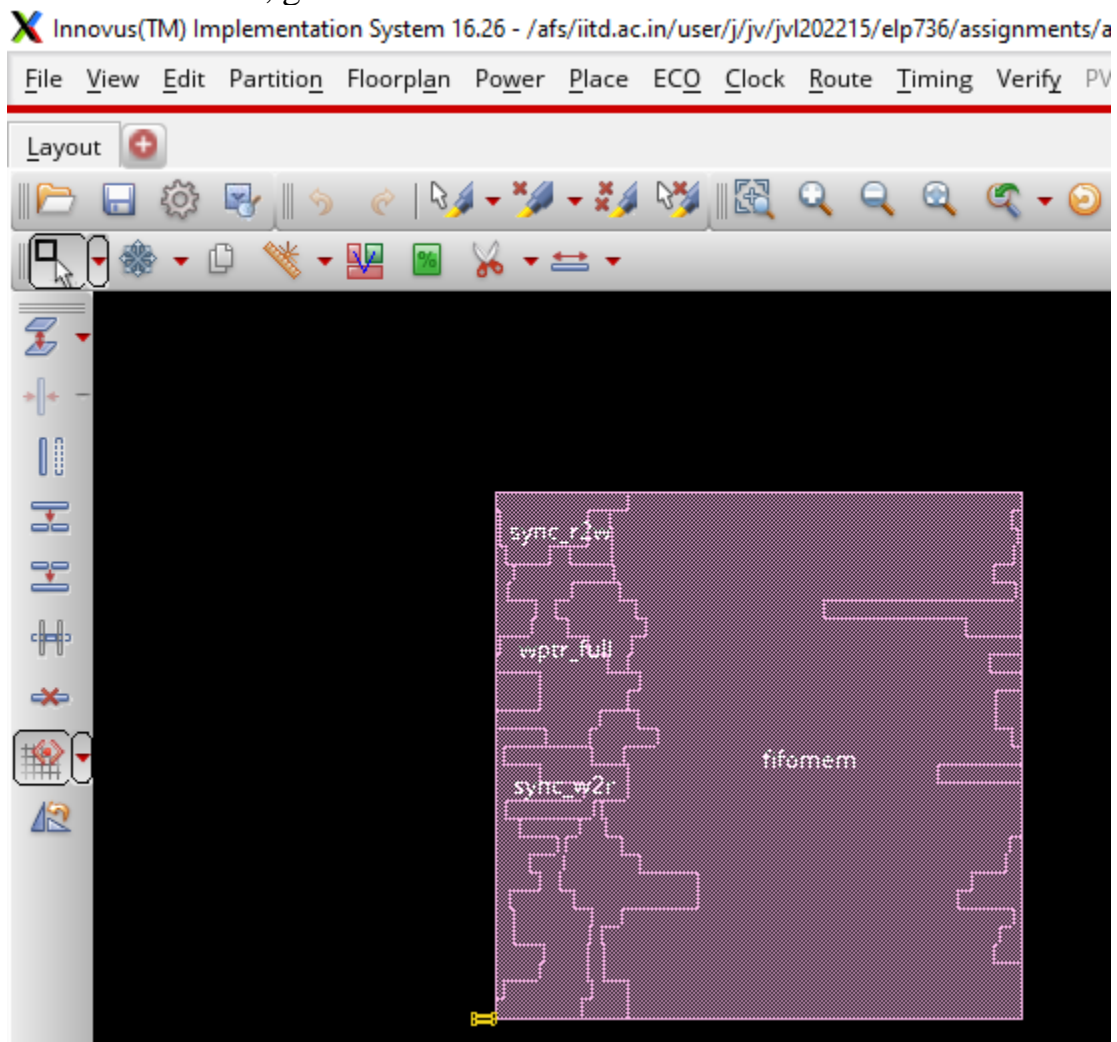 Innovus(TM) Implementation System 16.26 - /afs/iitd.ac.in/user/j/jv/jvl202215/elp736/assignments/a
File View Edit Partition Floorplan Power Place ECO Clock Route Timing Verify PV
Layout
sync_r2w
wptr_full
fifomem
sync_w2r